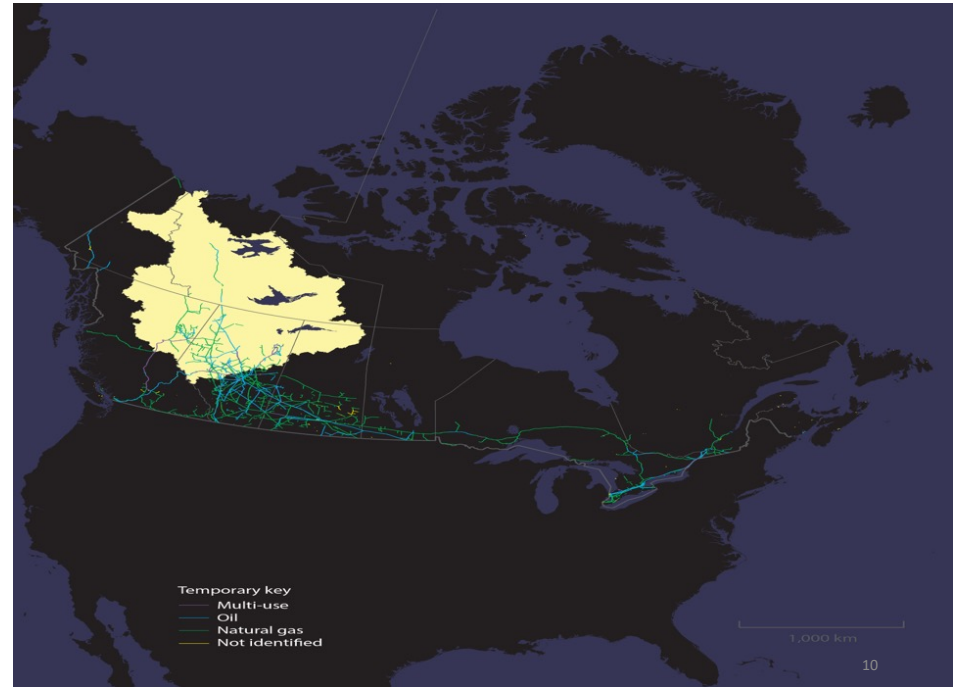 Temporary key
Multi-use
Oil
Natural gas
Not identified
1,000 km
10